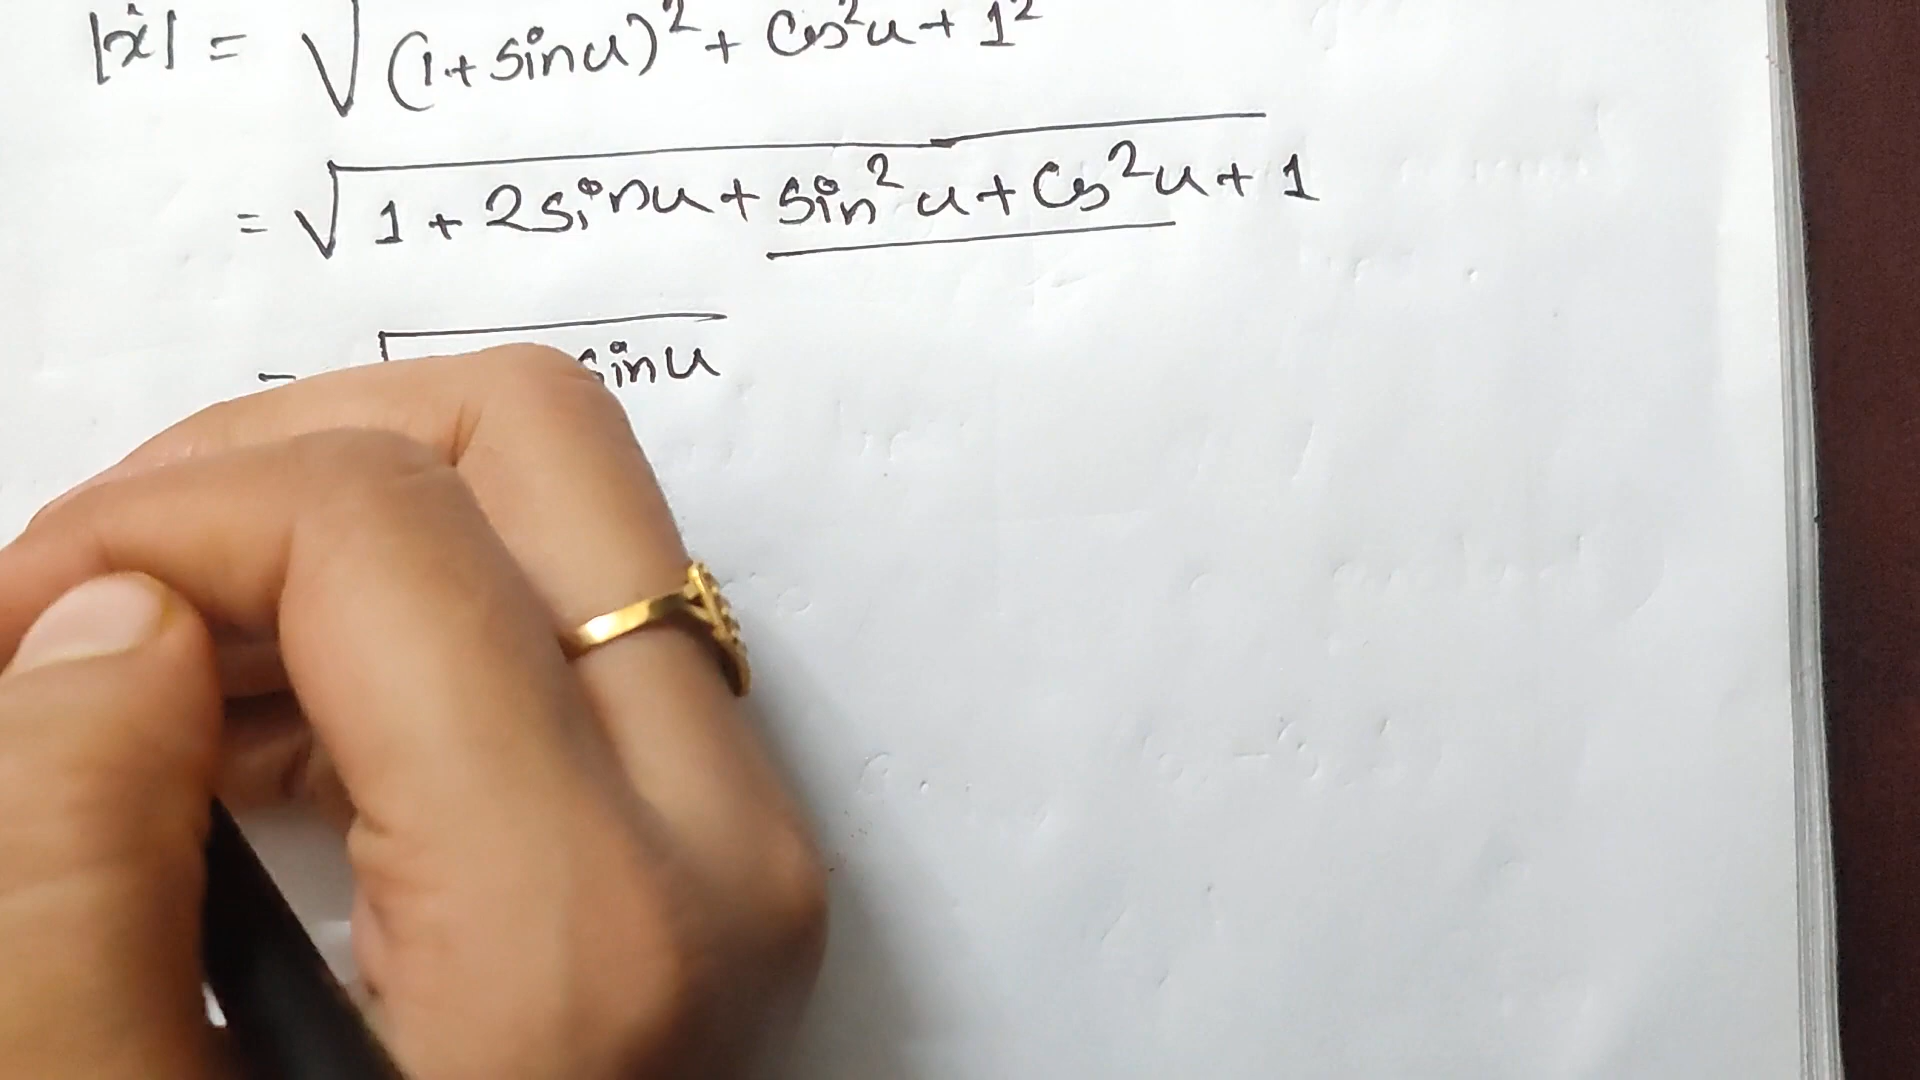 |ẋ| = √(1+sinu)²+ Cos²u+1²
= √1+2sinu+sin²u+Cos²u+1
= √ sinu